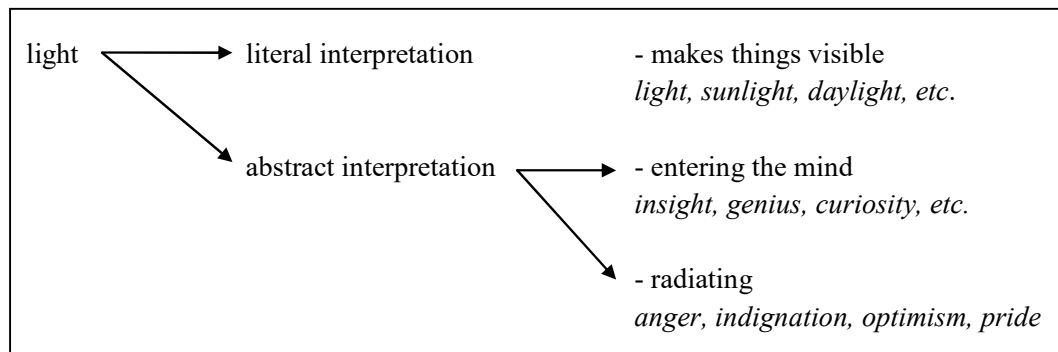 light literal interpretation - makes things visible
light, sunlight, daylight, etc.
abstract interpretation - entering the mind
insight, genius, curiosity, etc.
- radiating
anger, indignation, optimism, pride